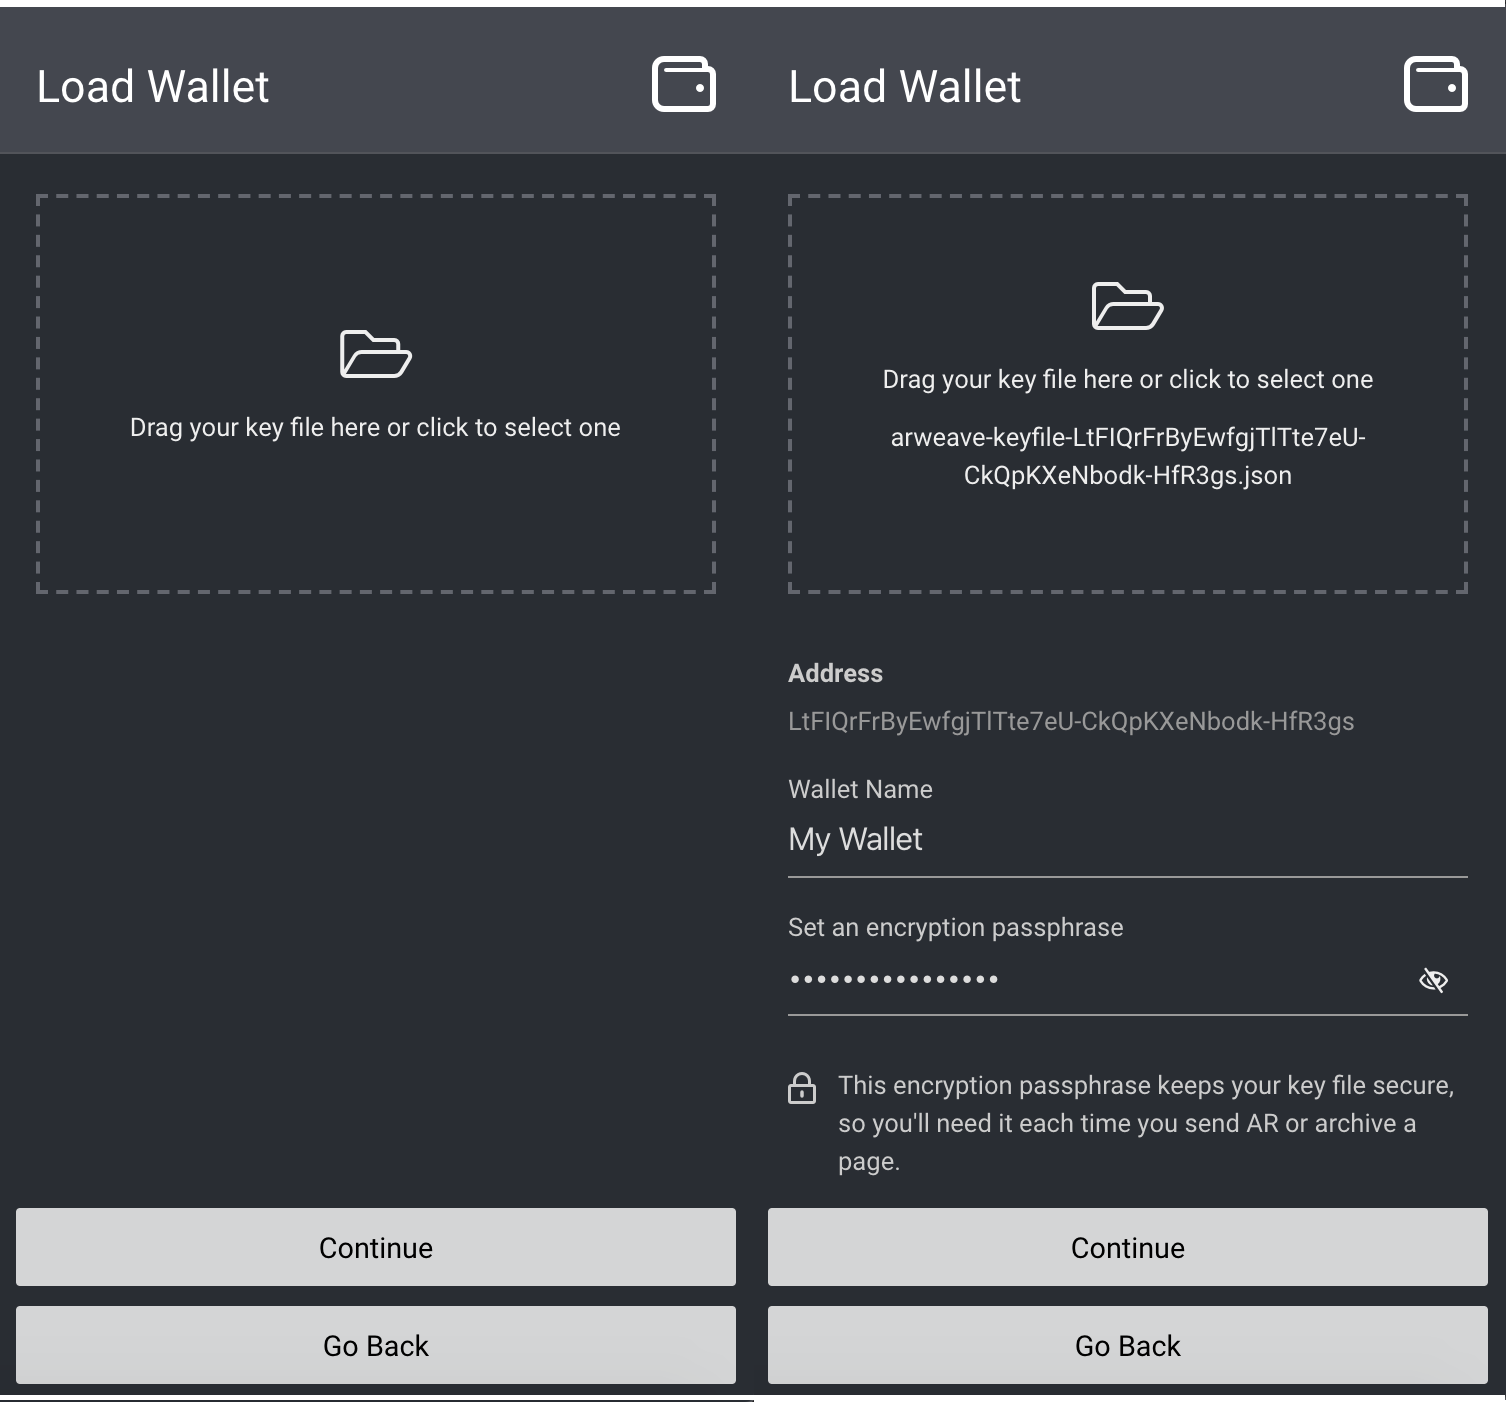 Load Wallet
Drag your key file here or click to select one
Continue
Go Back
Load Wallet
Drag your key file here or click to select one
arweave-keyfile-LtFIQrFrByEwfgjTlTte7eU-
CkQpKXeNbodk-HfR3gs.json
Address
LtFIQrFrByEwfgjTlTte7eU-CkQpKXeNbodk-HfR3gs
Wallet Name
My Wallet
Set an encryption passphrase
••••••••••••••••
This encryption passphrase keeps your key file secure,
so you'll need it each time you send AR or archive a
page.
Continue
Go Back